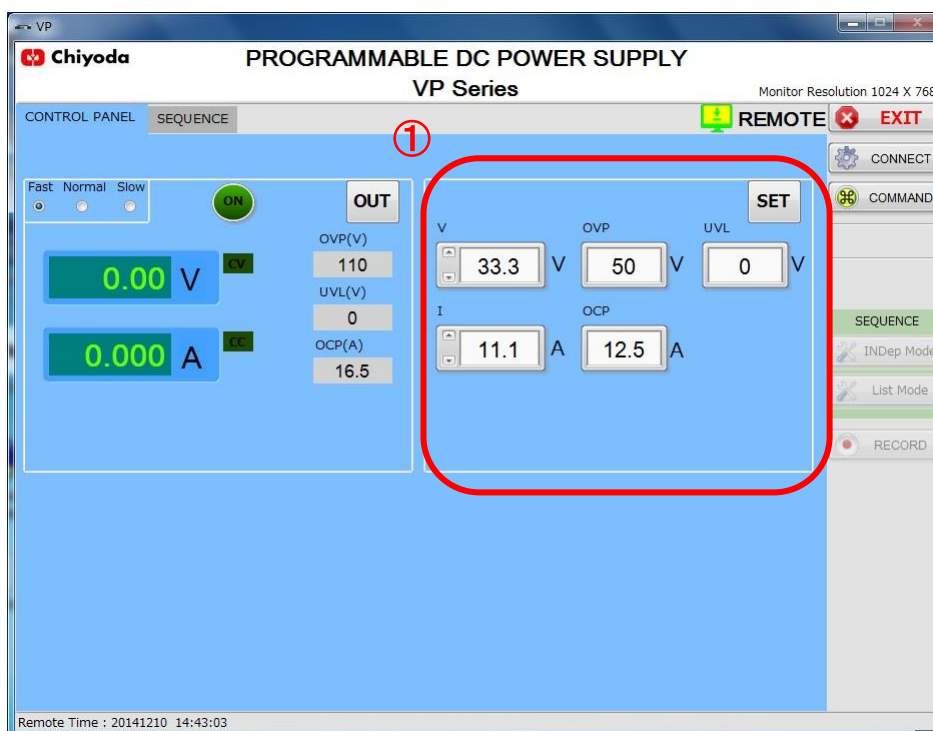 VP
Chiyoda
PROGRAMMABLE DC POWER SUPPLY
VP Series
Monitor Resolution 1024 X 768
CONTROL PANEL SEQUENCE
REMOTE
EXIT
①
CONNECT
COMMAND
Fast Normal Slow
ON
OUT
OVP(V)
110
0.00 V CV
UVL(V)
0
0.000 A CC
OCP(A)
16.5
SET
V OVP UVL
33.3 V 50 V 0 V
I OCP
11.1 A 12.5 A
SEQUENCE
INDep Mode
List Mode
RECORD
Remote Time : 20141210 14:43:03